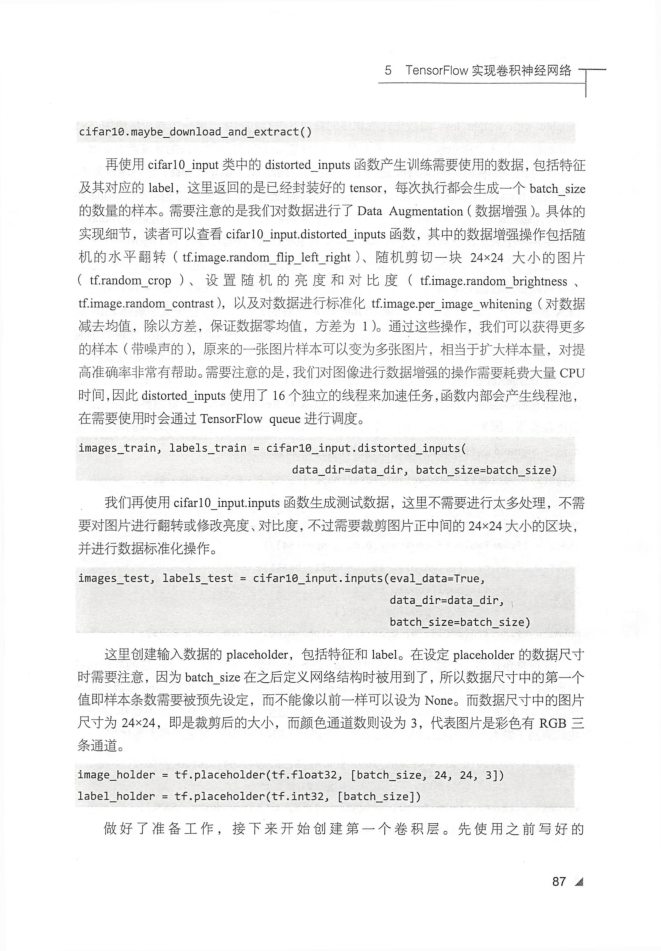 5 TensorFlow 实现卷积神经网络
cifar10.maybe_download_and_extract()
再使用 cifar10_input 类中的 distorted_inputs 函数产生训练需要使用的数据，包括特征
及其对应的 label，这里返回的是已经封装好的 tensor，每次执行都会生成一个 batch_size
的数量的样本。需要注意的是我们对数据进行了 Data Augmentation（数据增强）。具体的
实现细节，读者可以查看 cifar10_input.distorted_inputs 函数，其中的数据增强操作包括随
机的水平翻转（ tf.image.random_flip_left_right ）、随机剪切一块 24×24 大小的图片
（ tf.random_crop ）、设置随机的亮度和对比度（ tf.image.random_brightness 、
tf.image.random_contrast），以及对数据进行标准化 tf.image.per_image_whitening（对数据
减去均值，除以方差，保证数据零均值，方差为 1）。通过这些操作，我们可以获得更多
的样本（带噪声的），原来的一张图片样本可以变为多张图片，相当于扩大样本量，对提
高准确率非常有帮助。需要注意的是，我们对图像进行数据增强的操作需要耗费大量 CPU
时间，因此 distorted_inputs 使用了 16 个独立的线程来加速任务，函数内部会产生线程池，
在需要使用时会通过 TensorFlow queue 进行调度。
images_train, labels_train = cifar10_input.distorted_inputs(
data_dir=data_dir, batch_size=batch_size)
我们再使用 cifar10_input.inputs 函数生成测试数据，这里不需要进行太多处理，不需
要对图片进行翻转或修改亮度、对比度，不过需要裁剪图片正中间的 24×24 大小的区块，
并进行数据标准化操作。
images_test, labels_test = cifar10_input.inputs(eval_data=True,
data_dir=data_dir,
batch_size=batch_size)
这里创建输入数据的 placeholder，包括特征和 label。在设定 placeholder 的数据尺寸
时需要注意，因为 batch_size 在之后定义网络结构时被用到了，所以数据尺寸中的第一个
值即样本条数需要被预先设定，而不能像以前一样可以设为 None。而数据尺寸中的图片
尺寸为 24×24，即是裁剪后的大小，而颜色通道数则设为 3，代表图片是彩色有 RGB 三
条通道。
image_holder = tf.placeholder(tf.float32, [batch_size, 24, 24, 3])
label_holder = tf.placeholder(tf.int32, [batch_size])
做好了准备工作，接下来开始创建第一个卷积层。先使用之前写好的
87